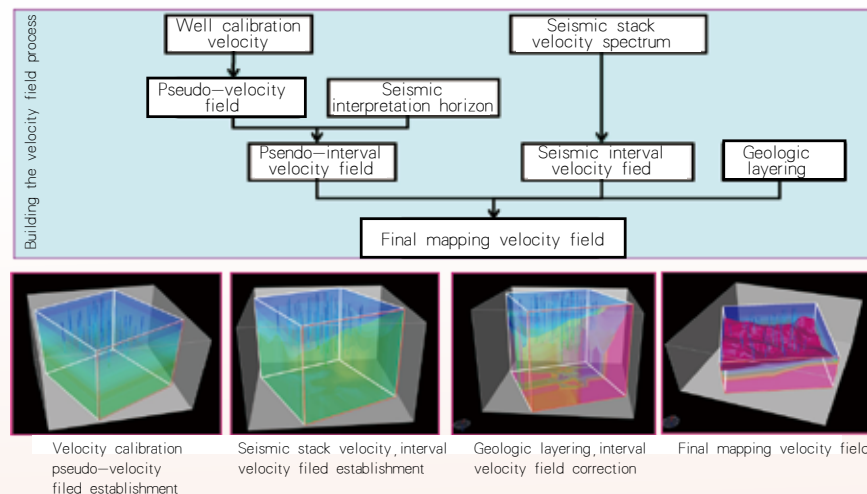 Building the velocity field process
Well calibration
velocity
Seismic stack
velocity spectrum
Pseudo-velocity
field
Seismic
interpretation horizon
Psendo-interval
velocity field
Seismic interval
velocity fied
Geologic
layering
Final mapping velocity field
Velocity calibration
pseudo-velocity
filed establishment
Seismic stack velocity, interval
velocity filed establishment
Geologic layering, interval
velocity field correction
Final mapping velocity field